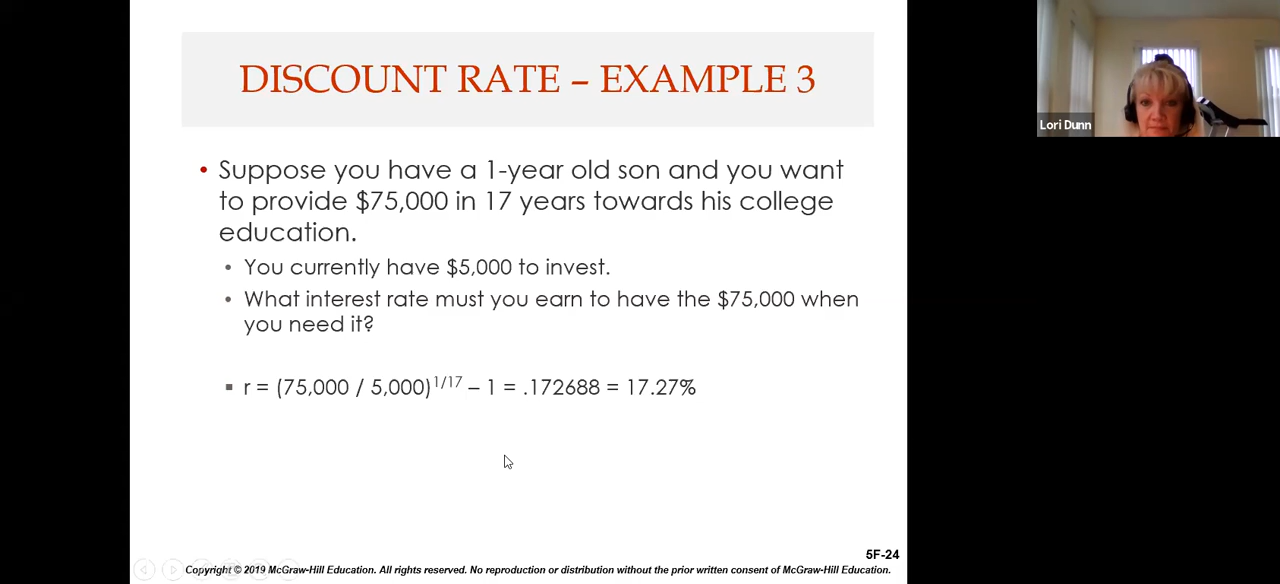 DISCOUNT RATE – EXAMPLE 3
Lori Dunn
• Suppose you have a 1-year old son and you want
to provide $75,000 in 17 years towards his college
education.
• You currently have $5,000 to invest.
• What interest rate must you earn to have the $75,000 when
you need it?
▪ r = (75,000 / 5,000)^1/17 – 1 = .172688 = 17.27%
5F-24
Copyright © 2019 McGraw-Hill Education. All rights reserved. No reproduction or distribution without the prior written consent of McGraw-Hill Education.